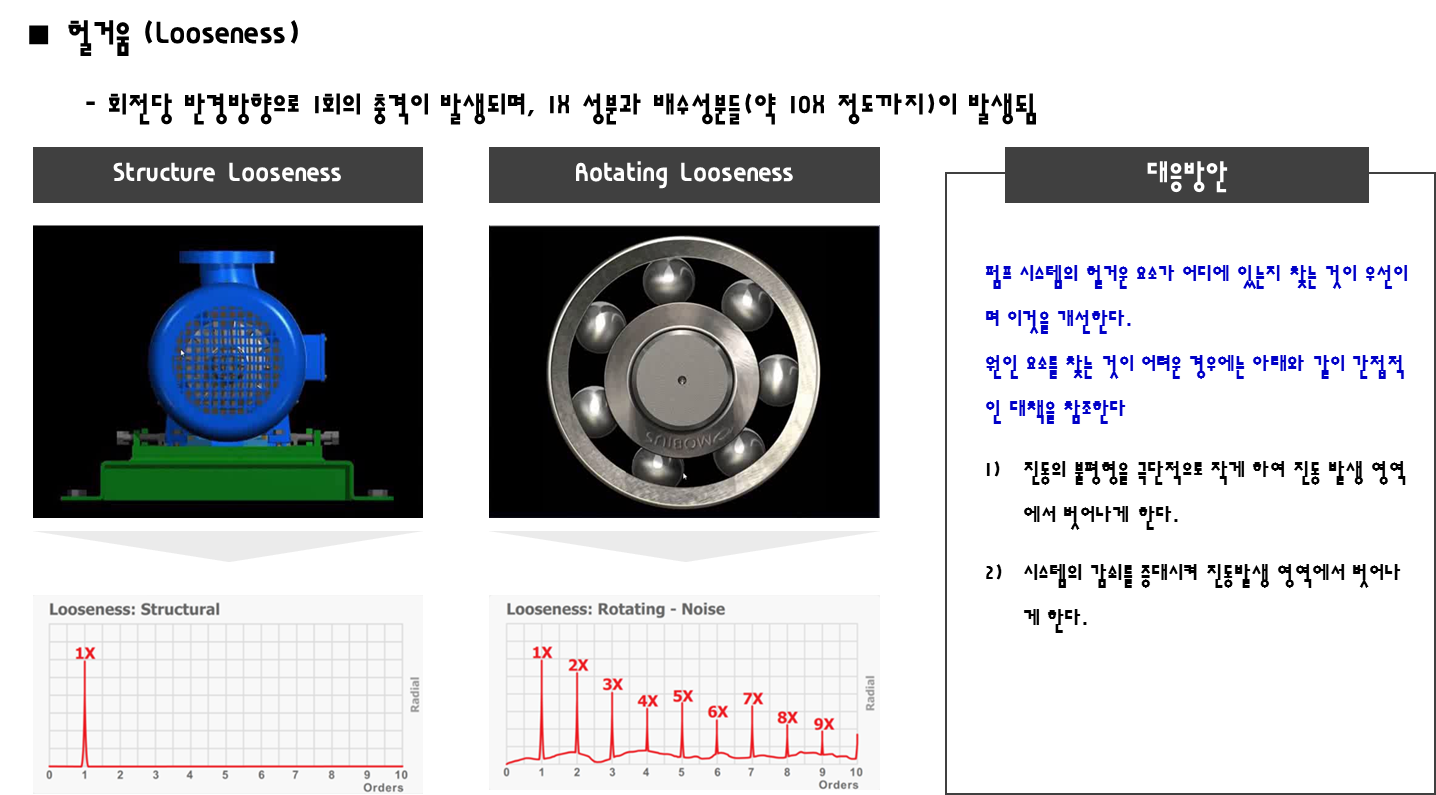 ■ 헐거움 (Looseness)
- 회전당 반경방향으로 1회의 충격이 발생되며, 1X 성분과 배수성분들(약 10X 정도까지)이 발생됨
Structure Looseness
Rotating Looseness
대응방안
MOBIUS
펌프 시스템의 헐거운 요소가 어디에 있는지 찾는 것이 우선이
며 이것을 개선한다.
원인 요소를 찾는 것이 어려운 경우에는 아래와 같이 간접적
인 대책을 참조한다
1) 진동의 불평형을 극단적으로 작게 하여 진동 발생 영역
에서 벗어나게 한다.
2) 시스템의 감쇠를 증대시켜 진동발생 영역에서 벗어나
게 한다.
Looseness: Structural
1X
Radial
0 1 2 3 4 5 6 7 8 9 10
Orders
Looseness: Rotating - Noise
1X 2X 3X 4X 5X 6X 7X 8X 9X
Radial
0 1 2 3 4 5 6 7 8 9 10
Orders